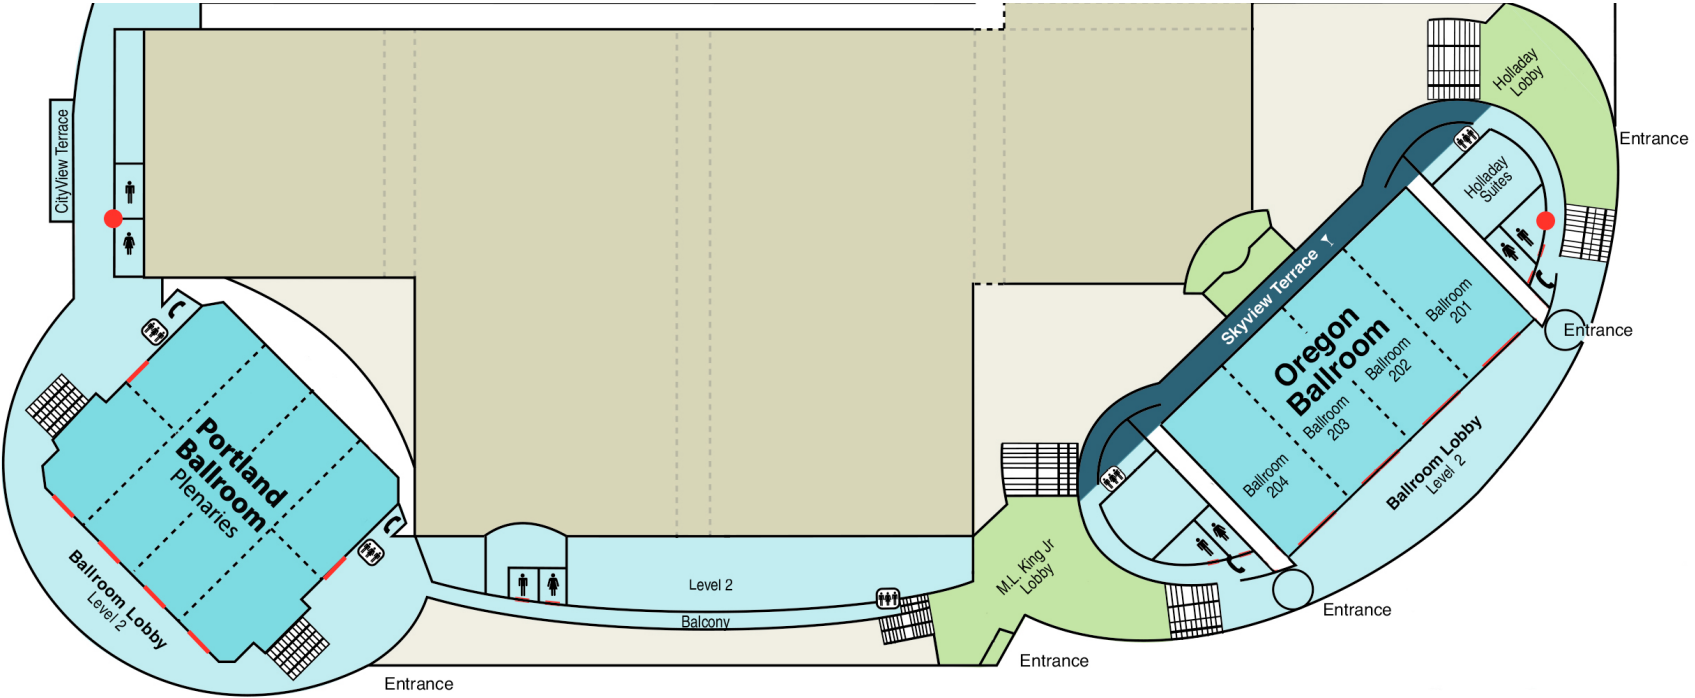 CityView Terrace
Portland
Ballroom
Plenaries
Ballroom Lobby
Level 2
Entrance
Level 2
Balcony
M.L. King Jr
Lobby
Entrance
Entrance
Skyview Terrace
Oregon
Ballroom
Ballroom
201
Ballroom
202
Ballroom
203
Ballroom
204
Ballroom Lobby
Level 2
Holladay
Suites
Holladay
Lobby
Entrance
Entrance